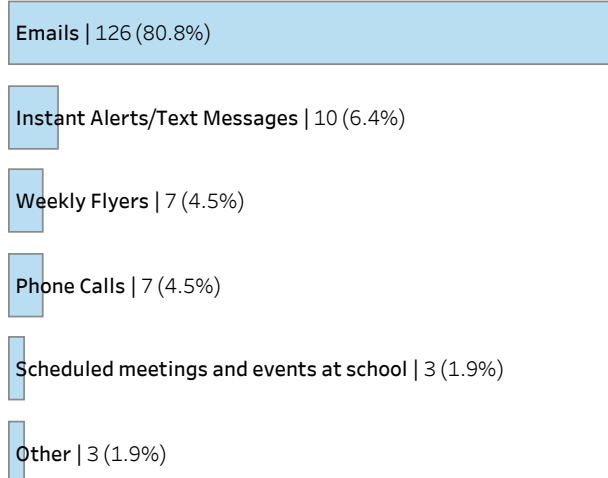 Emails | 126 (80.8%)
Instant Alerts/Text Messages | 10 (6.4%)
Weekly Flyers | 7 (4.5%)
Phone Calls | 7 (4.5%)
Scheduled meetings and events at school | 3 (1.9%)
Other | 3 (1.9%)